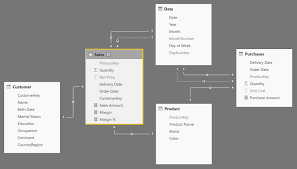 Date
Date
Year
Month
MonthNumber
Day of Week
DayNumber
Sales
ProductKey
Quantity
Net Price
Delivery Date
Order Date
CustomerKey
Sales Amount
Margin
Margin %
Purchases
Delivery Date
Order Date
ProductKey
Quantity
Unit Cost
Purchase Amount
Customer
CustomerKey
Name
Birth Date
Marital Status
Education
Occupation
Continent
CountryRegion
Product
ProductKey
Product Name
Brand
Color